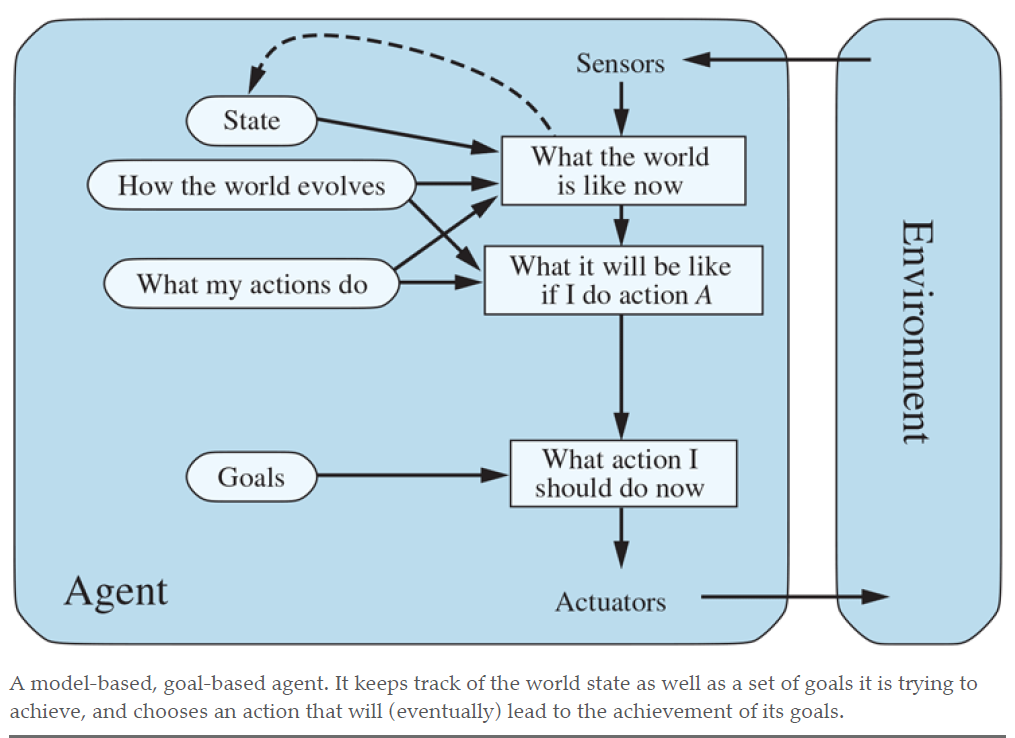 Sensors
State
What the world
is like now
How the world evolves
What my actions do
What it will be like
if I do action A
Goals
What action I
should do now
Agent
Actuators
Environment
A model-based, goal-based agent. It keeps track of the world state as well as a set of goals it is trying to
achieve, and chooses an action that will (eventually) lead to the achievement of its goals.